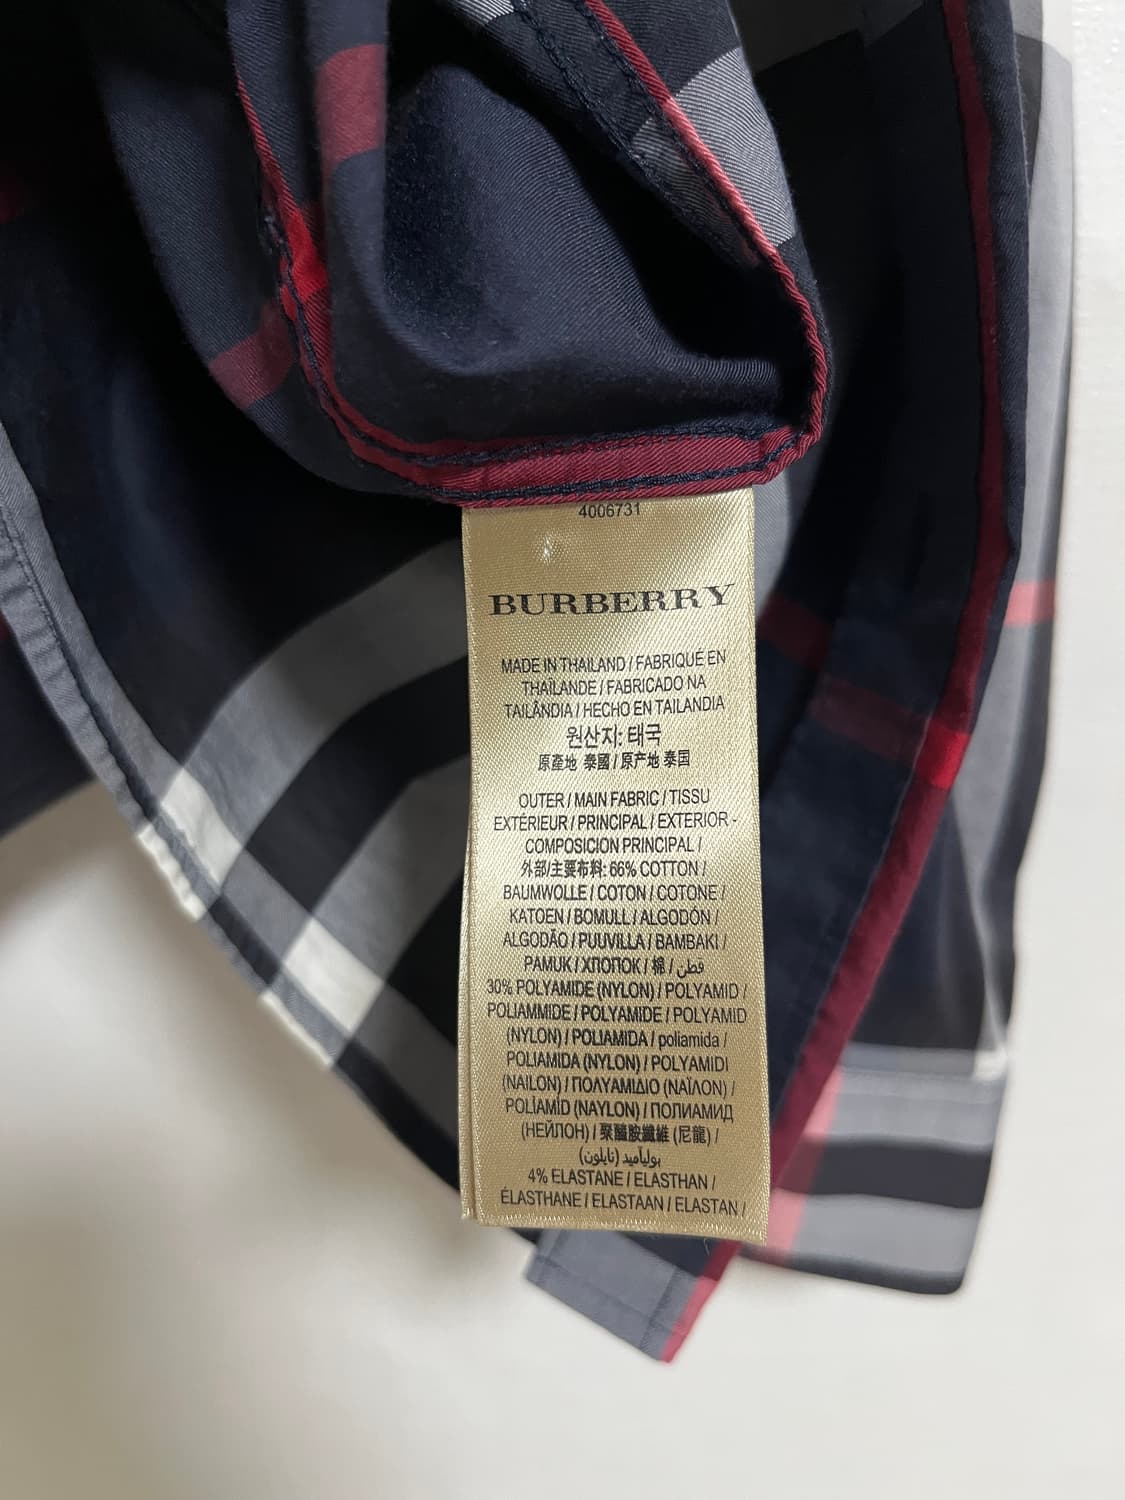 4006731
BURBERRY
MADE IN THAILAND / FABRIQUE EN
THAÏLANDE / FABRICADO NA
TAILÂNDIA / HECHO EN TAILANDIA
원산지: 태국
原產地 泰國 / 原产地 泰国
OUTER / MAIN FABRIC / TISSU
EXTÉRIEUR / PRINCIPAL / EXTERIOR -
COMPOSICION PRINCIPAL /
外部/主要布料: 66% COTTON /
BAUMWOLLE / COTON / COTONE /
KATOEN / BOMULL / ALGODÓN /
ALGODÃO / PUUVILLA / BAMBAKI /
PAMUK / ХЛОПОК / 棉 / قطن
30% POLYAMIDE (NYLON) / POLYAMID /
POLIAMMIDE / POLYAMIDE / POLYAMID
(NYLON) / POLIAMIDA / poliamida /
POLIAMIDA (NYLON) / POLYAMIDI
(NAILON) / ΠΟΛΥΑΜΙΔΙΟ (ΝΑΪΛΟΝ) /
POLÍAMÍD (NAYLON) / ПОЛИАМИД
(НЕЙЛОН) / 聚醯胺纖維 (尼龍) /
بوليآميد (نايلون)
4% ELASTANE / ELASTHAN /
ÉLASTHANE / ELASTAAN / ELASTAN /